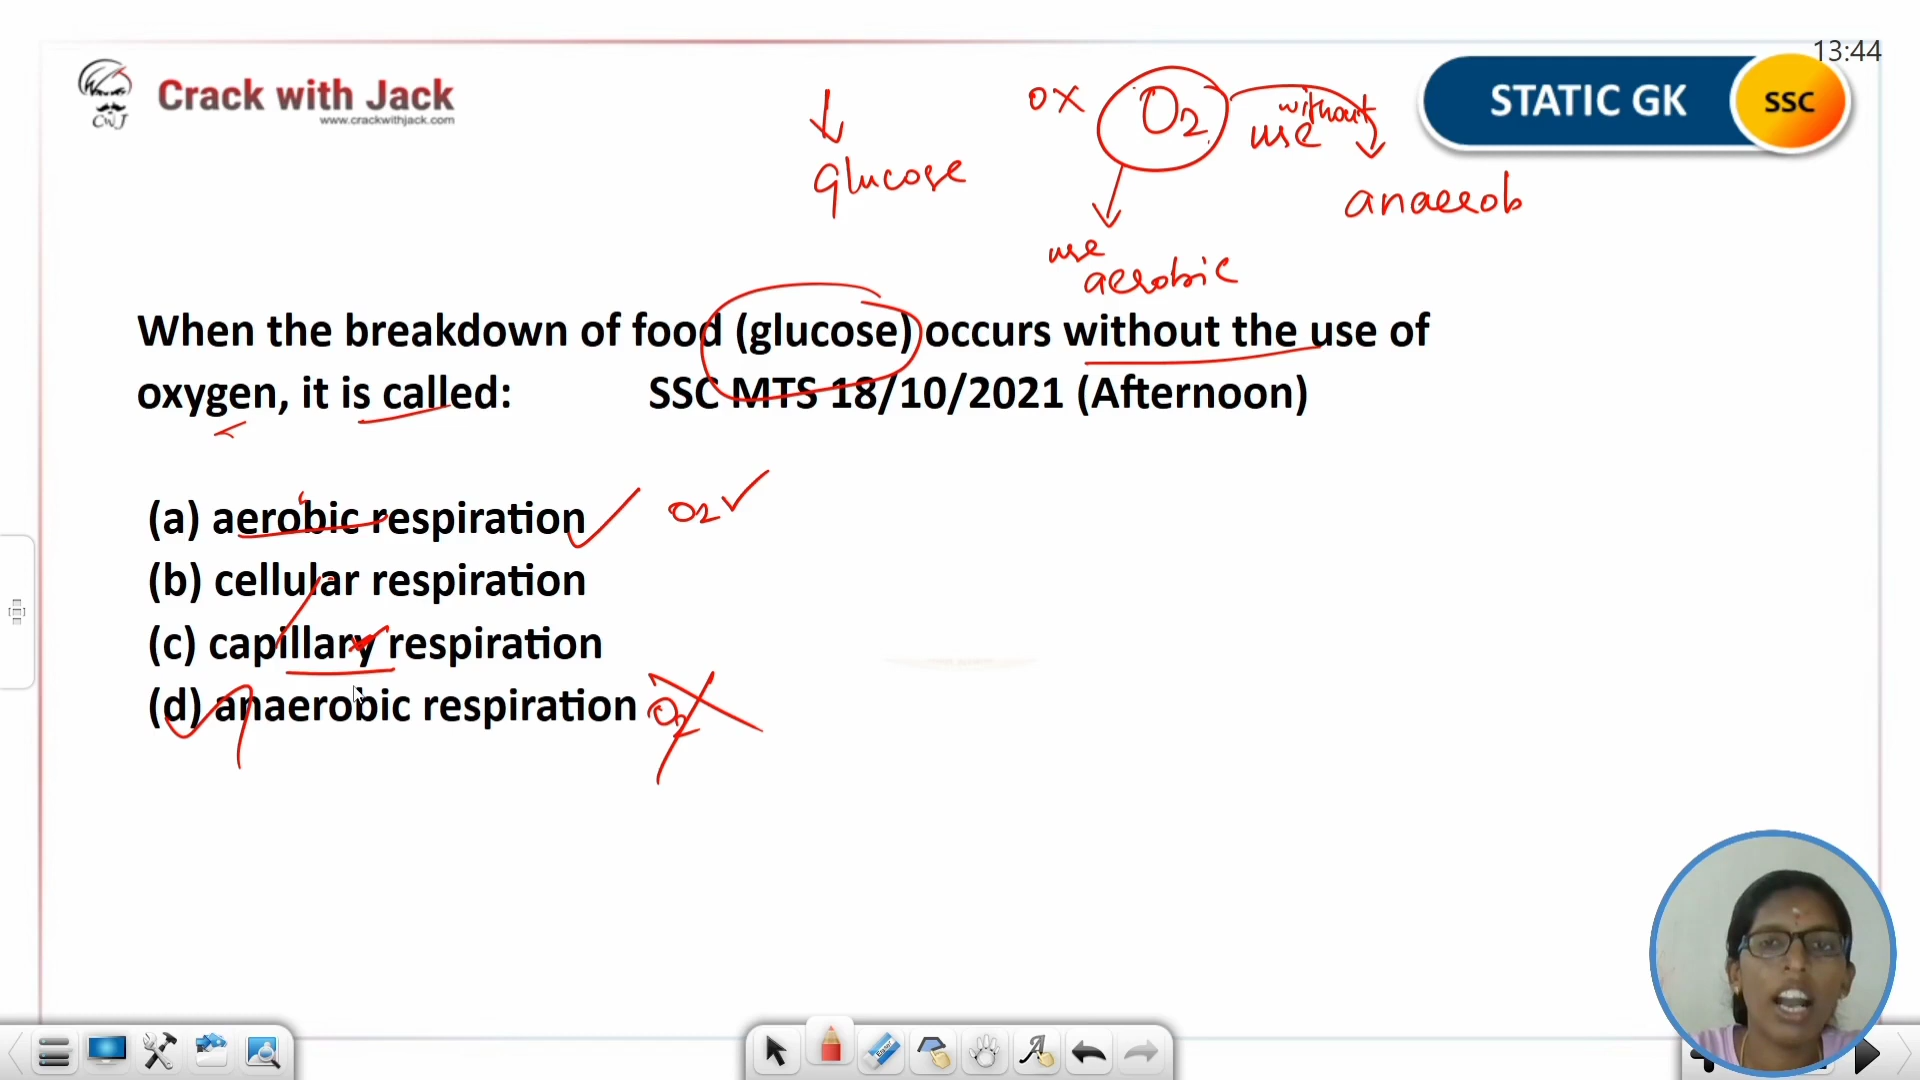 13:44
Crack with Jack
www.crackwithjack.com
CWJ
STATIC GK
SSC
glucose
OX
O2
without
use
anaerob
use
aerobic
When the breakdown of food (glucose) occurs without the use of
oxygen, it is called: SSC MTS 18/10/2021 (Afternoon)
(a) aerobic respiration O2
(b) cellular respiration
(c) capillary respiration
(d) anaerobic respiration O2